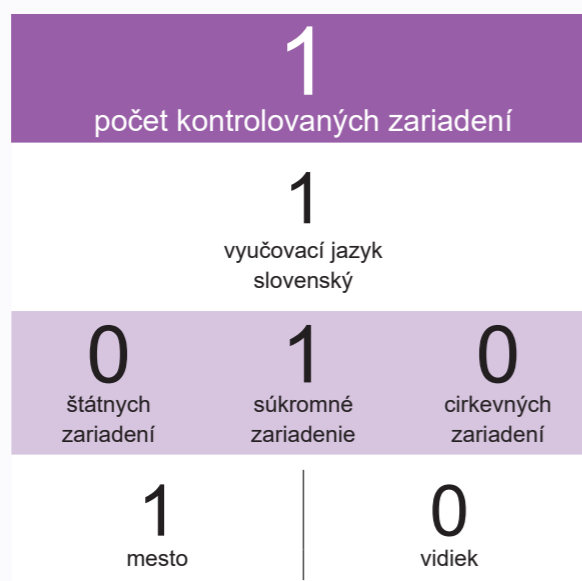 1
počet kontrolovaných zariadení
1
vyučovací jazyk
slovenský
0 1 0
štátnych súkromné cirkevných
zariadení zariadenie zariadení
1 0
mesto vidiek